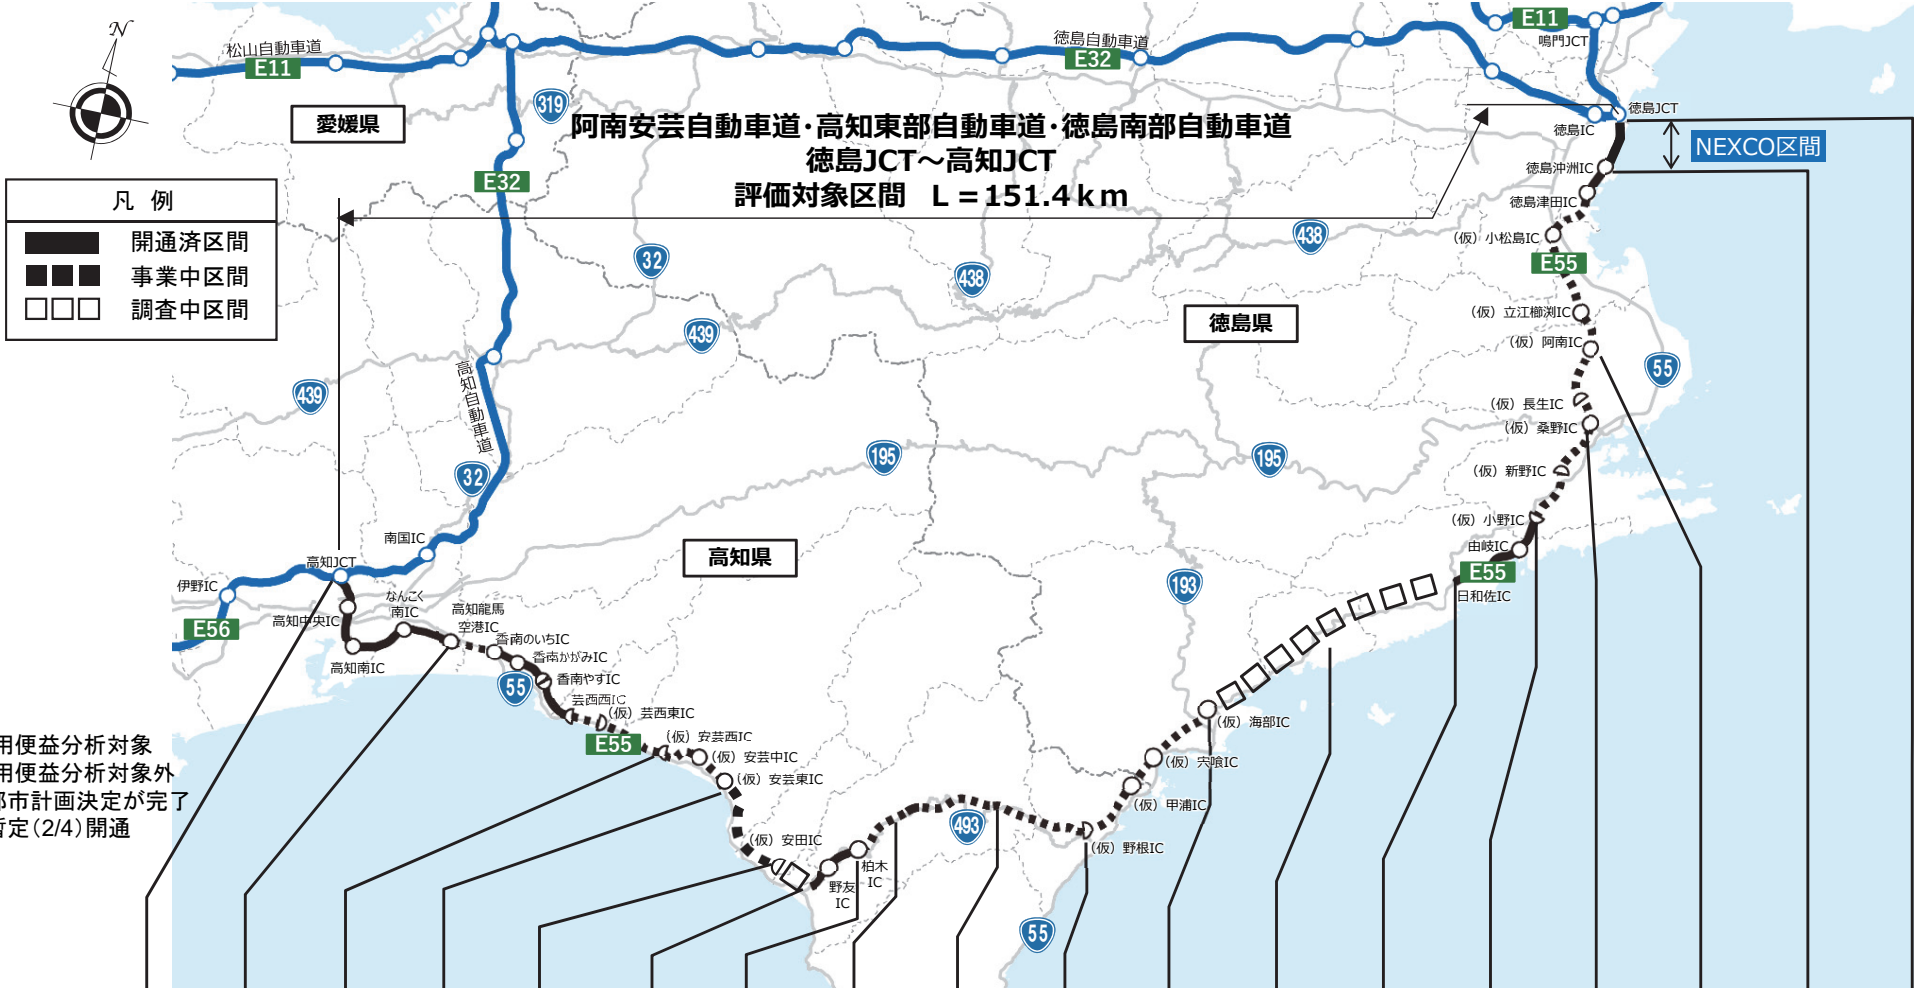 N
松山自動車道
E11
徳島自動車道
E32
E11
鳴門JCT
愛媛県
319
阿南安芸自動車道・高知東部自動車道・徳島南部自動車道
徳島JCT～高知JCT
評価対象区間 L=151.4km
徳島JCT
徳島IC
NEXCO区間
徳島沖洲IC
徳島津田IC
E32
凡 例
開通済区間
事業中区間
調査中区間
32
438
438
(仮) 小松島IC
E55
439
439
徳島県
(仮) 立江櫛渕IC
(仮) 阿南IC
55
高知自動車道
(仮) 長生IC
(仮) 桑野IC
195
195
32
(仮) 新野IC
(仮) 小野IC
由岐IC
E55
日和佐IC
南国IC
高知JCT
高知県
伊野IC
193
なんこく
南IC
高知龍馬
空港IC
高知中央IC
E56
香南のいちIC
香南かがみIC
高知南IC
香南やすIC
55
芸西西IC
(仮) 芸西東IC
(仮) 海部IC
E55
(仮) 安芸西IC
(仮) 安芸中IC
(仮) 宍喰IC
(仮) 安芸東IC
(仮) 甲浦IC
用便益分析対象
用便益分析対象外
部市計画決定が完了
暫定(2/4)開通
493
(仮) 安田IC
(仮) 野根IC
柏木
IC
野友
IC
55